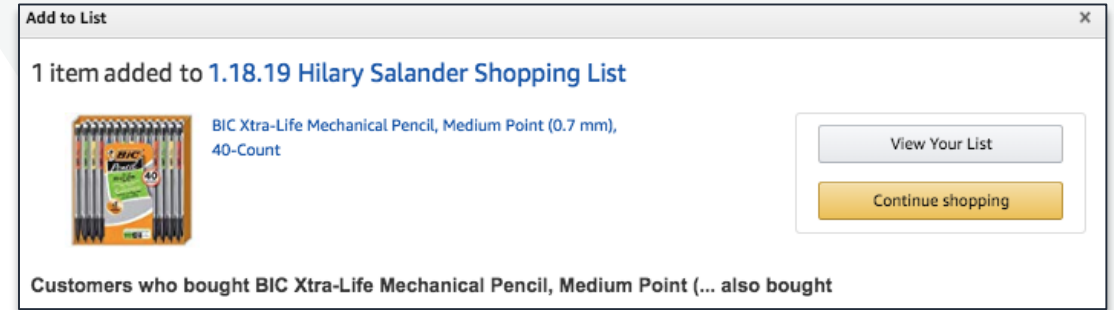 Add to List
×
1 item added to 1.18.19 Hilary Salander Shopping List
BIC Xtra-Life Mechanical Pencil, Medium Point (0.7 mm),
40-Count
BIC
40
View Your List
Continue shopping
Customers who bought BIC Xtra-Life Mechanical Pencil, Medium Point (... also bought